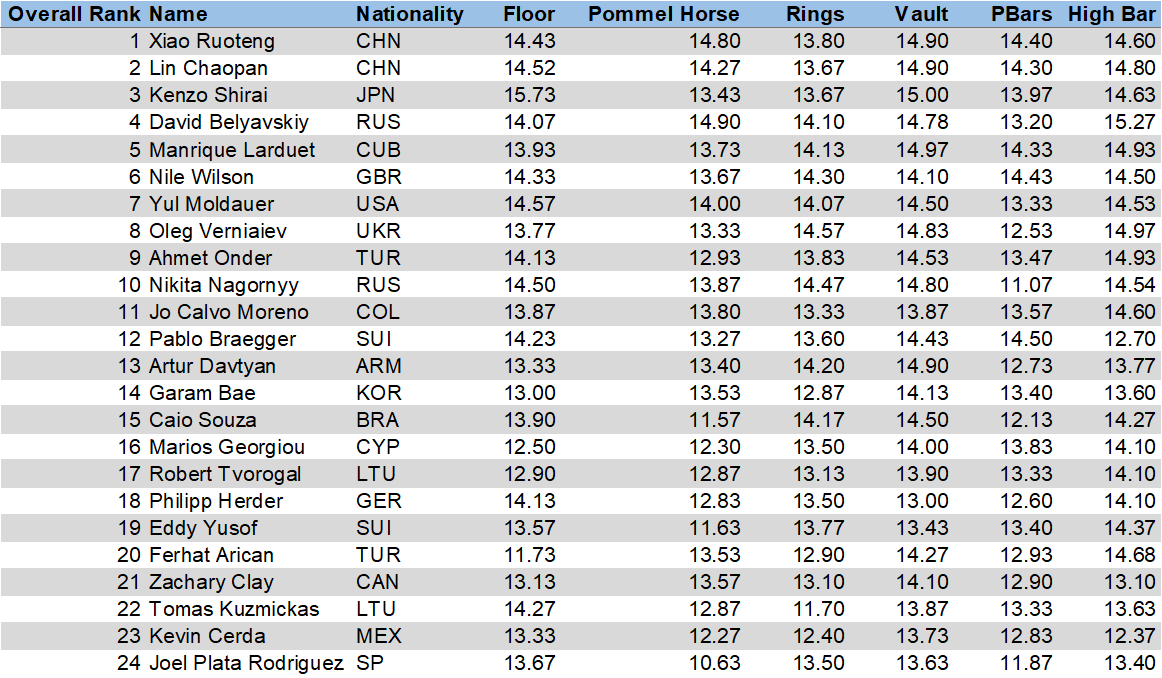 Overall Rank Name Nationality Floor Pommel Horse Rings Vault PBars High Bar
1 Xiao Ruoteng CHN 14.43 14.80 13.80 14.90 14.40 14.60
2 Lin Chaopan CHN 14.52 14.27 13.67 14.90 14.30 14.80
3 Kenzo Shirai JPN 15.73 13.43 13.67 15.00 13.97 14.63
4 David Belyavskiy RUS 14.07 14.90 14.10 14.78 13.20 15.27
5 Manrique Larduet CUB 13.93 13.73 14.13 14.97 14.33 14.93
6 Nile Wilson GBR 14.33 13.67 14.30 14.10 14.43 14.50
7 Yul Moldauer USA 14.57 14.00 14.07 14.50 13.33 14.53
8 Oleg Verniaiev UKR 13.77 13.33 14.57 14.83 12.53 14.97
9 Ahmet Onder TUR 14.13 12.93 13.83 14.53 13.47 14.93
10 Nikita Nagornyy RUS 14.50 13.87 14.47 14.80 11.07 14.54
11 Jo Calvo Moreno COL 13.87 13.80 13.33 13.87 13.57 14.60
12 Pablo Braegger SUI 14.23 13.27 13.60 14.43 14.50 12.70
13 Artur Davtyan ARM 13.33 13.40 14.20 14.90 12.73 13.77
14 Garam Bae KOR 13.00 13.53 12.87 14.13 13.40 13.60
15 Caio Souza BRA 13.90 11.57 14.17 14.50 12.13 14.27
16 Marios Georgiou CYP 12.50 12.30 13.50 14.00 13.83 14.10
17 Robert Tvorogal LTU 12.90 12.87 13.13 13.90 13.33 14.10
18 Philipp Herder GER 14.13 12.83 13.50 13.00 12.60 14.10
19 Eddy Yusof SUI 13.57 11.63 13.77 13.43 13.40 14.37
20 Ferhat Arican TUR 11.73 13.53 12.90 14.27 12.93 14.68
21 Zachary Clay CAN 13.13 13.57 13.10 14.10 12.90 13.10
22 Tomas Kuzmickas LTU 14.27 12.87 11.70 13.87 13.33 13.63
23 Kevin Cerda MEX 13.33 12.27 12.40 13.73 12.83 12.37
24 Joel Plata Rodriguez SP 13.67 10.63 13.50 13.63 11.87 13.40